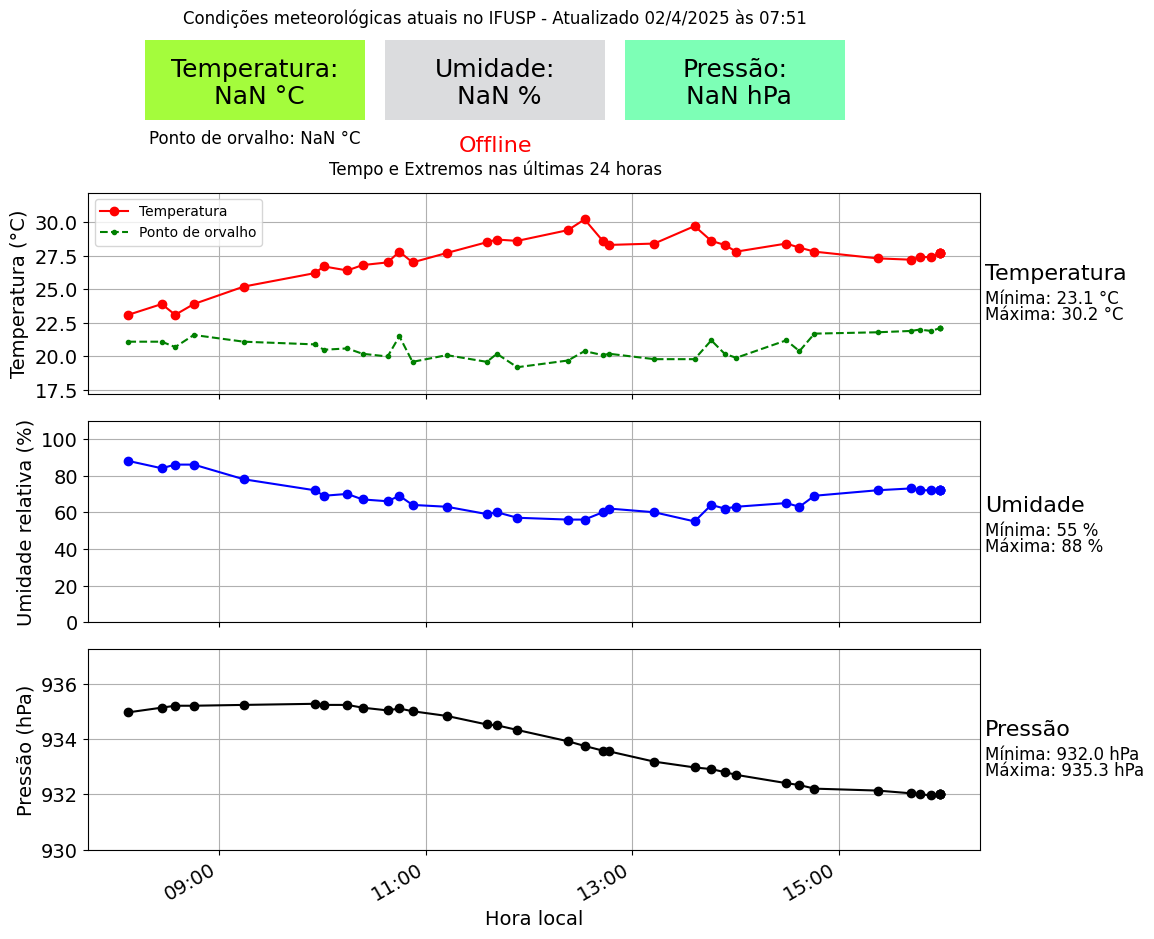 Condições meteorológicas atuais no IFUSP - Atualizado 02/4/2025 às 07:51
Temperatura:
NaN °C
Umidade:
NaN %
Pressão:
NaN hPa
Ponto de orvalho: NaN °C
Offline
Tempo e Extremos nas últimas 24 horas
Temperatura (°C)
30.0
27.5
25.0
22.5
20.0
17.5
Temperatura
Ponto de orvalho
Temperatura
Mínima: 23.1 °C
Máxima: 30.2 °C
Umidade relativa (%)
100
80
60
40
20
0
Umidade
Mínima: 55 %
Máxima: 88 %
Pressão (hPa)
936
934
932
930
Pressão
Mínima: 932.0 hPa
Máxima: 935.3 hPa
09:00
11:00
13:00
15:00
Hora local